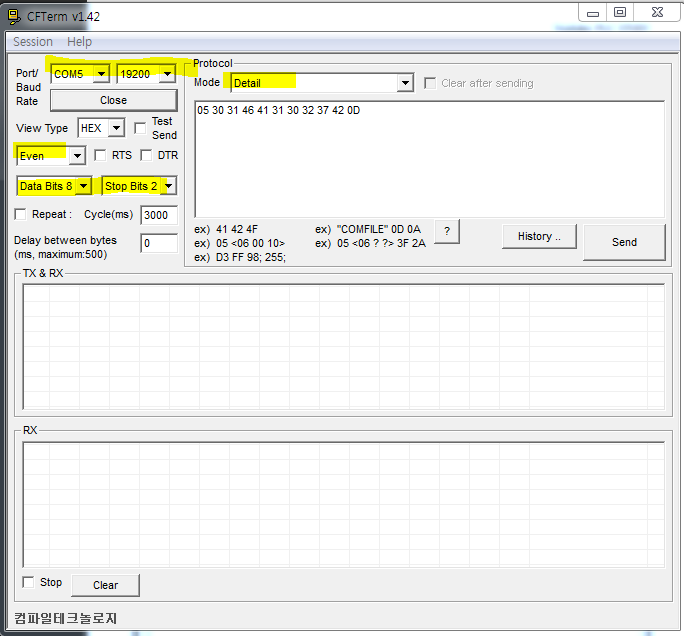 CFTerm v1.42
Session Help
Port/
Baud
Rate
COM5 19200
Close
View Type HEX Test
Send
Even RTS DTR
Data Bits 8 Stop Bits 2
Repeat : Cycle(ms) 3000
Delay between bytes
(ms, maximum:500)
0
Protocol
Mode Detail Clear after sending
05 30 31 46 41 31 30 32 37 42 0D
ex) 41 42 4F ex) "COMFILE" 0D 0A
ex) 05 <06 00 10> ex) 05 <06 ? ?> 3F 2A
ex) D3 FF 98; 255;
?
History ..
Send
TX & RX
RX
Stop Clear
컴파일테크놀로지